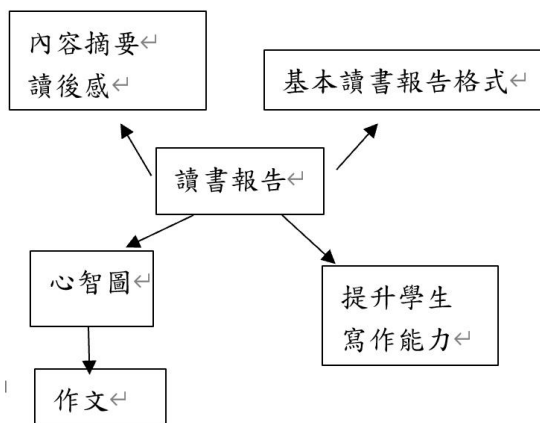 內容摘要
讀後感
基本讀書報告格式
讀書報告
心智圖
提升學生
寫作能力
作文